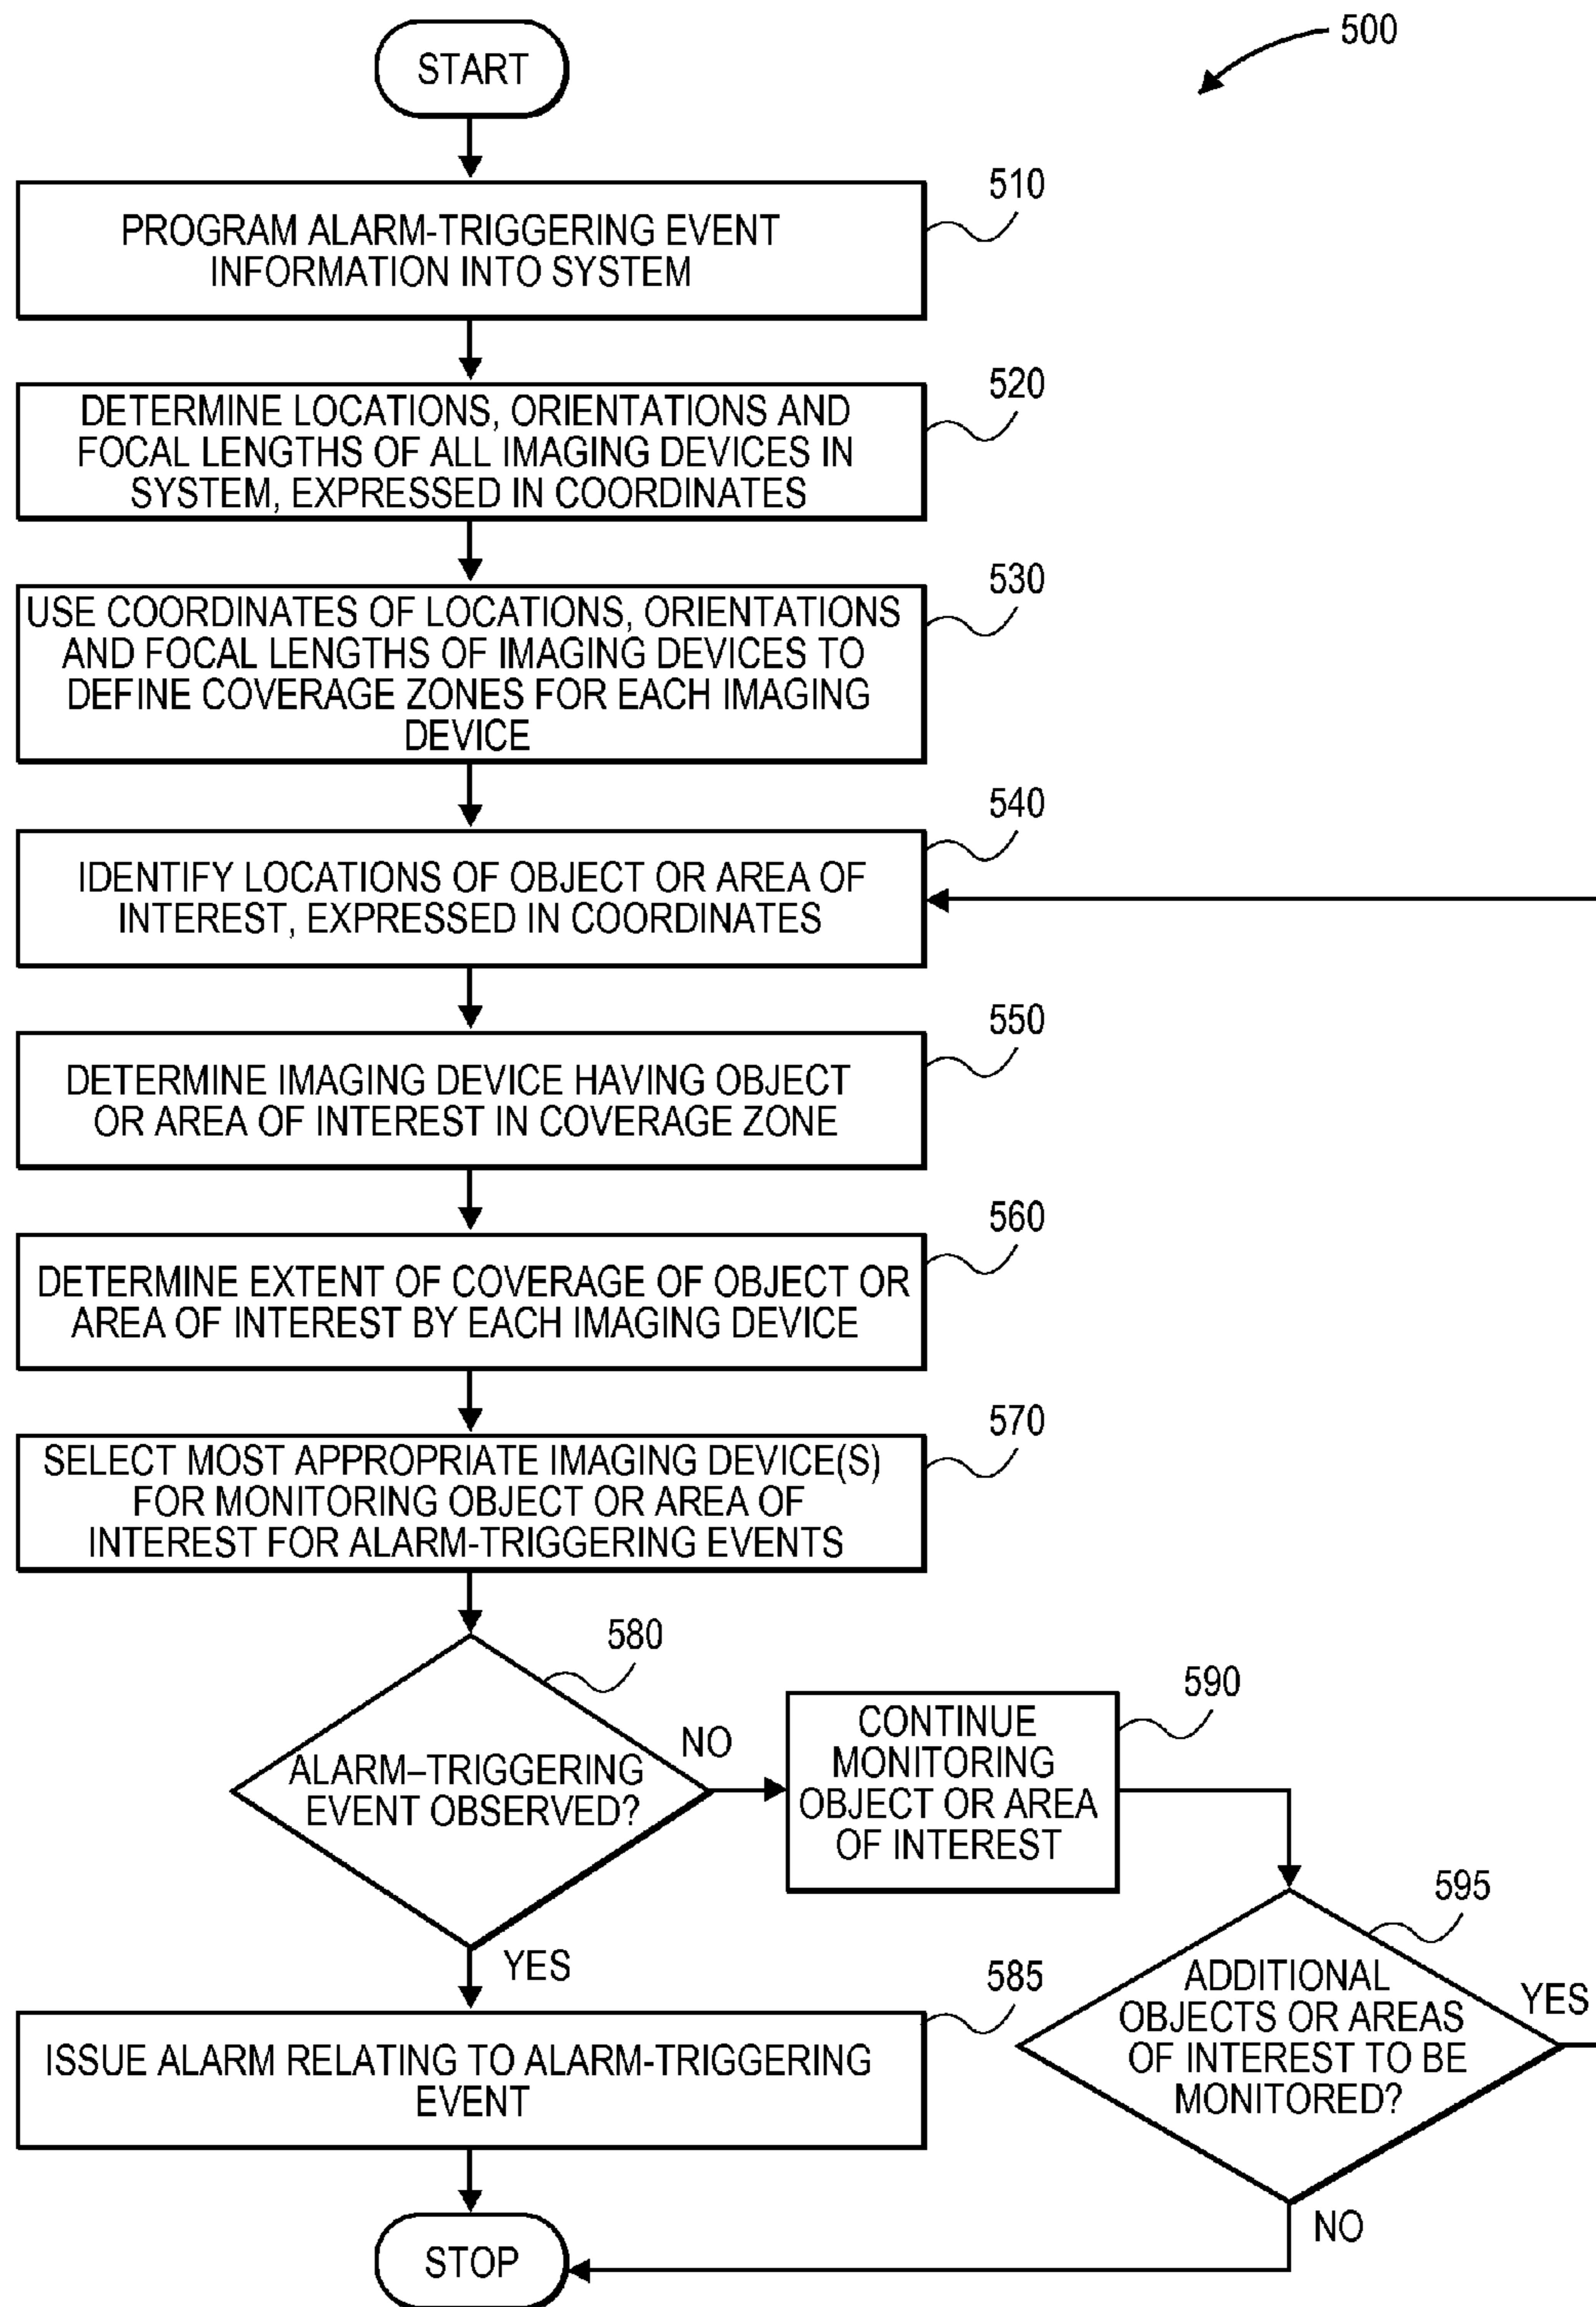 500
START
510
PROGRAM ALARM-TRIGGERING EVENT
INFORMATION INTO SYSTEM
520
DETERMINE LOCATIONS, ORIENTATIONS AND
FOCAL LENGTHS OF ALL IMAGING DEVICES IN
SYSTEM, EXPRESSED IN COORDINATES
530
USE COORDINATES OF LOCATIONS, ORIENTATIONS
AND FOCAL LENGTHS OF IMAGING DEVICES TO
DEFINE COVERAGE ZONES FOR EACH IMAGING
DEVICE
540
IDENTIFY LOCATIONS OF OBJECT OR AREA OF
INTEREST, EXPRESSED IN COORDINATES
550
DETERMINE IMAGING DEVICE HAVING OBJECT
OR AREA OF INTEREST IN COVERAGE ZONE
560
DETERMINE EXTENT OF COVERAGE OF OBJECT OR
AREA OF INTEREST BY EACH IMAGING DEVICE
570
SELECT MOST APPROPRIATE IMAGING DEVICE(S)
FOR MONITORING OBJECT OR AREA OF
INTEREST FOR ALARM-TRIGGERING EVENTS
580
ALARM–TRIGGERING
EVENT OBSERVED?
NO
590
CONTINUE
MONITORING
OBJECT OR AREA
OF INTEREST
YES
595
ADDITIONAL
OBJECTS OR AREAS
OF INTEREST TO BE
MONITORED?
YES
585
ISSUE ALARM RELATING TO ALARM-TRIGGERING
EVENT
NO
STOP